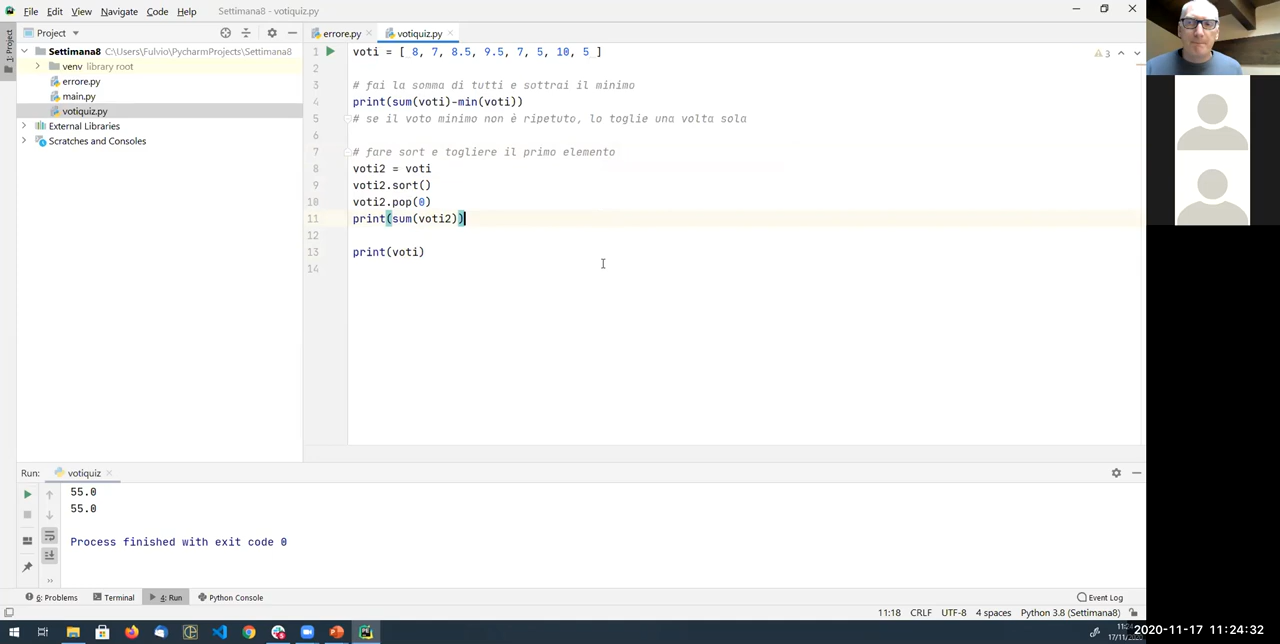 File Edit View Navigate Code Help Settimana8 - votiquiz.py
Project
errore.py
votiquiz.py
1: Project
Settimana8 C:\Users\Fulvio\PycharmProjects\Settimana8
venv library root
errore.py
main.py
votiquiz.py
External Libraries
Scratches and Consoles
1 voti = [ 8, 7, 8.5, 9.5, 7, 5, 10, 5 ]
3
2
3 # fai la somma di tutti e sottrai il minimo
4 print(sum(voti)-min(voti))
5 # se il voto minimo non è ripetuto, lo toglie una volta sola
6
7 # fare sort e togliere il primo elemento
8 voti2 = voti
9 voti2.sort()
10 voti2.pop(0)
11 print(sum(voti2))
12
13 print(voti)
14
Run: votiquiz
55.0
55.0
Process finished with exit code 0
6: Problems Terminal 4: Run Python Console Event Log
11:18 CRLF UTF-8 4 spaces Python 3.8 (Settimana8)
2020-11-17 11:24:32